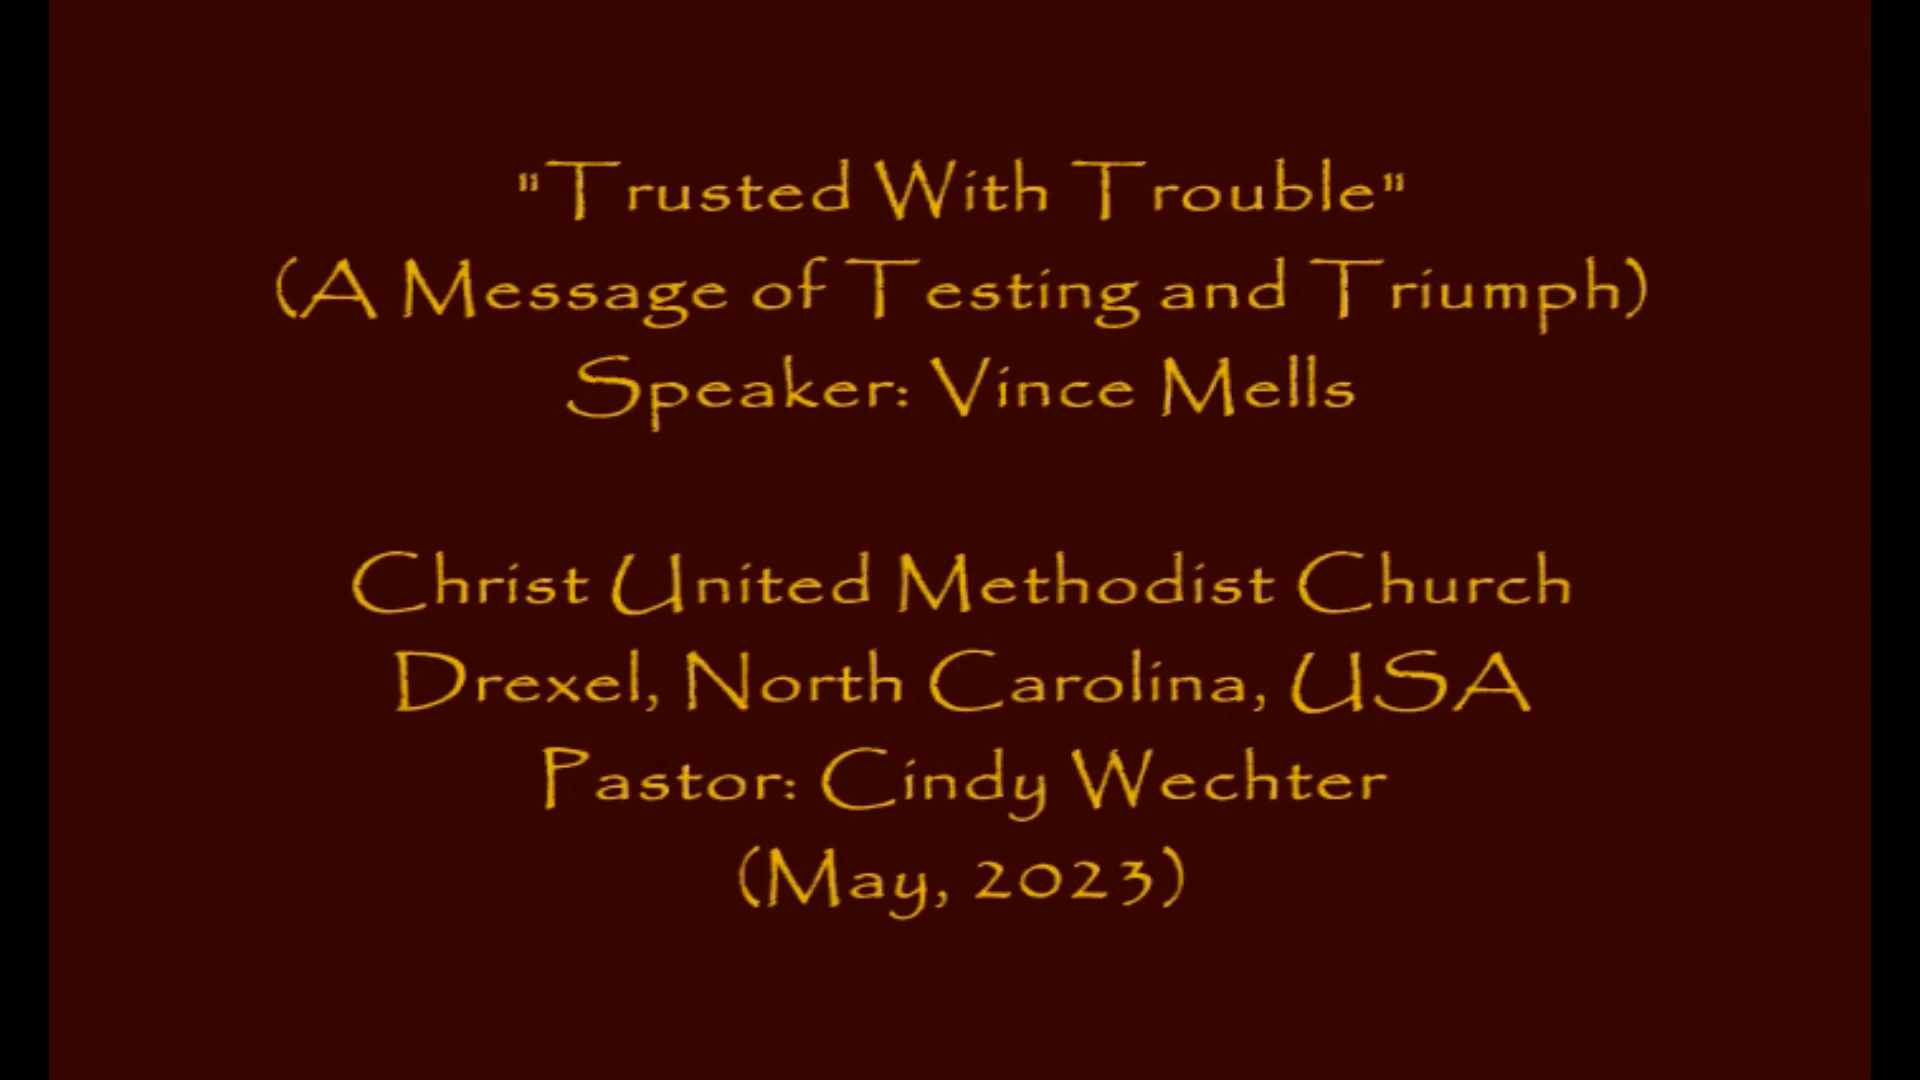 "Trusted With Trouble"
(A Message of Testing and Triumph)
Speaker: Vince Mells
Christ United Methodist Church
Drexel, North Carolina, USA
Pastor: Cindy Wechter
(May, 2023)